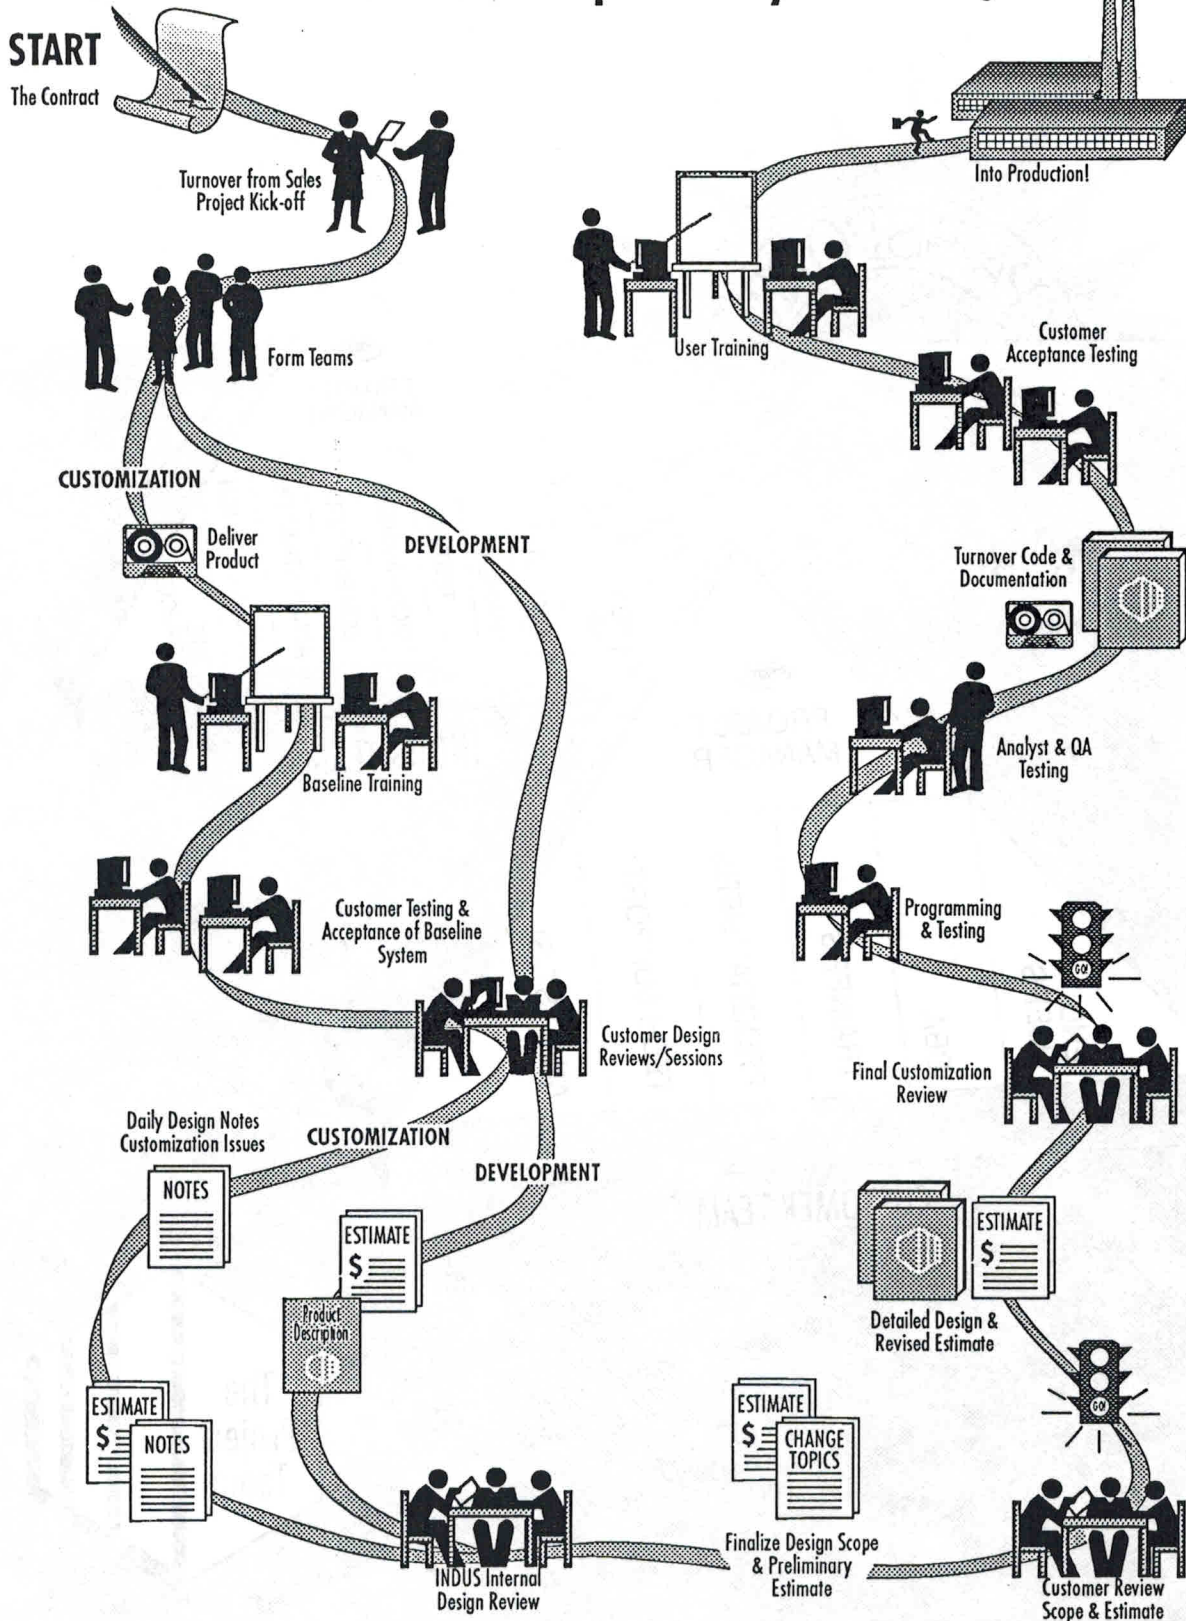 START
The Contract
Turnover from Sales
Project Kick-off
Form Teams
CUSTOMIZATION
Deliver
Product
DEVELOPMENT
Baseline Training
Customer Testing &
Acceptance of Baseline
System
Customer Design
Reviews/Sessions
Daily Design Notes
Customization Issues
CUSTOMIZATION
DEVELOPMENT
NOTES
ESTIMATE
$
Product
Description
ESTIMATE
$
NOTES
INDUS Internal
Design Review
ESTIMATE
$
CHANGE
TOPICS
Finalize Design Scope
& Preliminary
Estimate
Customer Review
Scope & Estimate
GO!
Detailed Design &
Revised Estimate
ESTIMATE
$
Final Customization
Review
GO!
Programming
& Testing
Analyst & QA
Testing
Turnover Code &
Documentation
Customer
Acceptance Testing
User Training
Into Production!